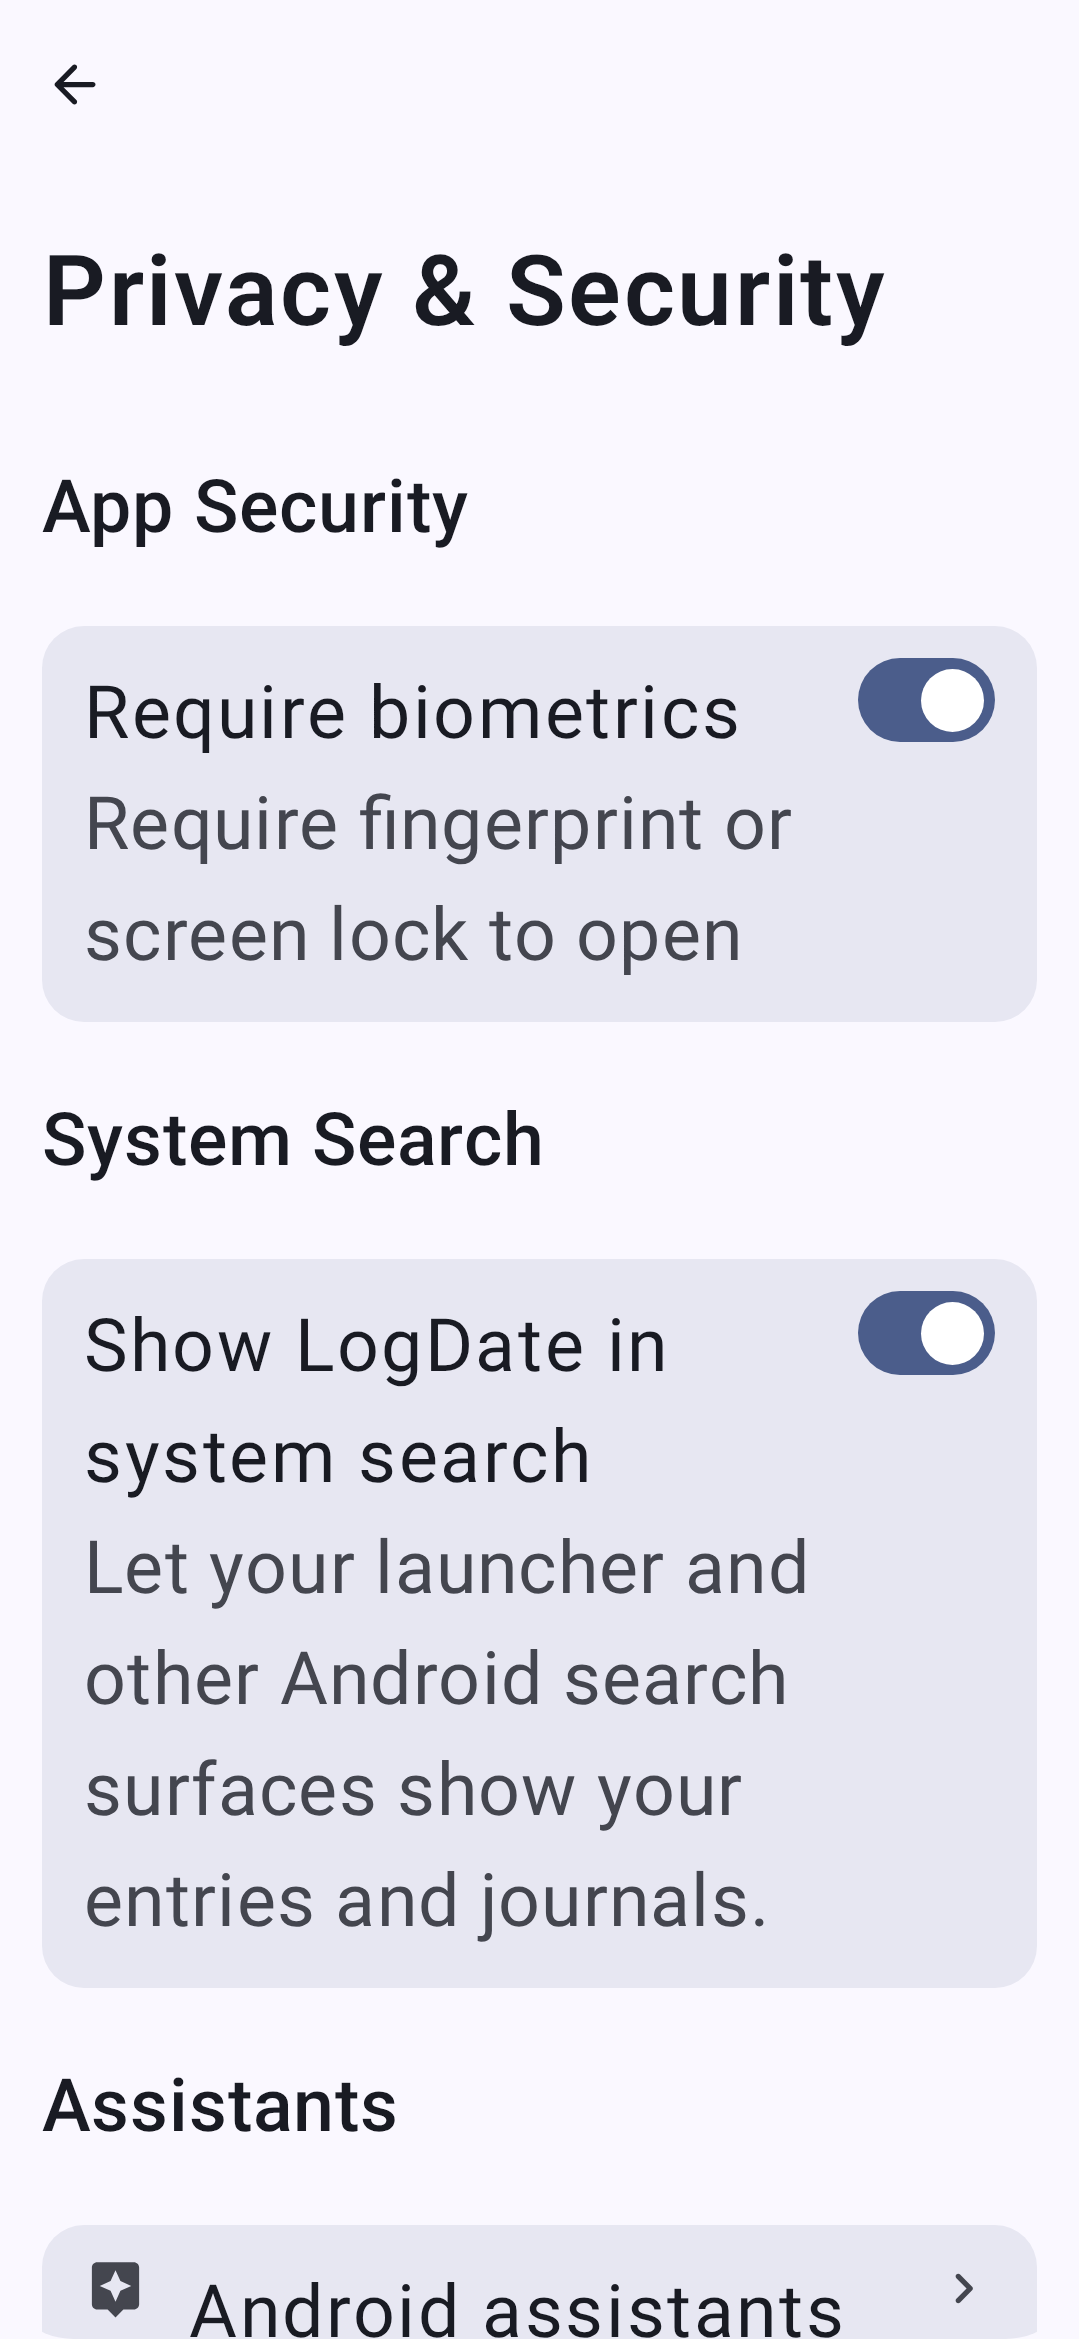 Privacy & Security
App Security
Require biometrics
Require fingerprint or
screen lock to open
System Search
Show LogDate in
system search
Let your launcher and
other Android search
surfaces show your
entries and journals.
Assistants
Android assistants